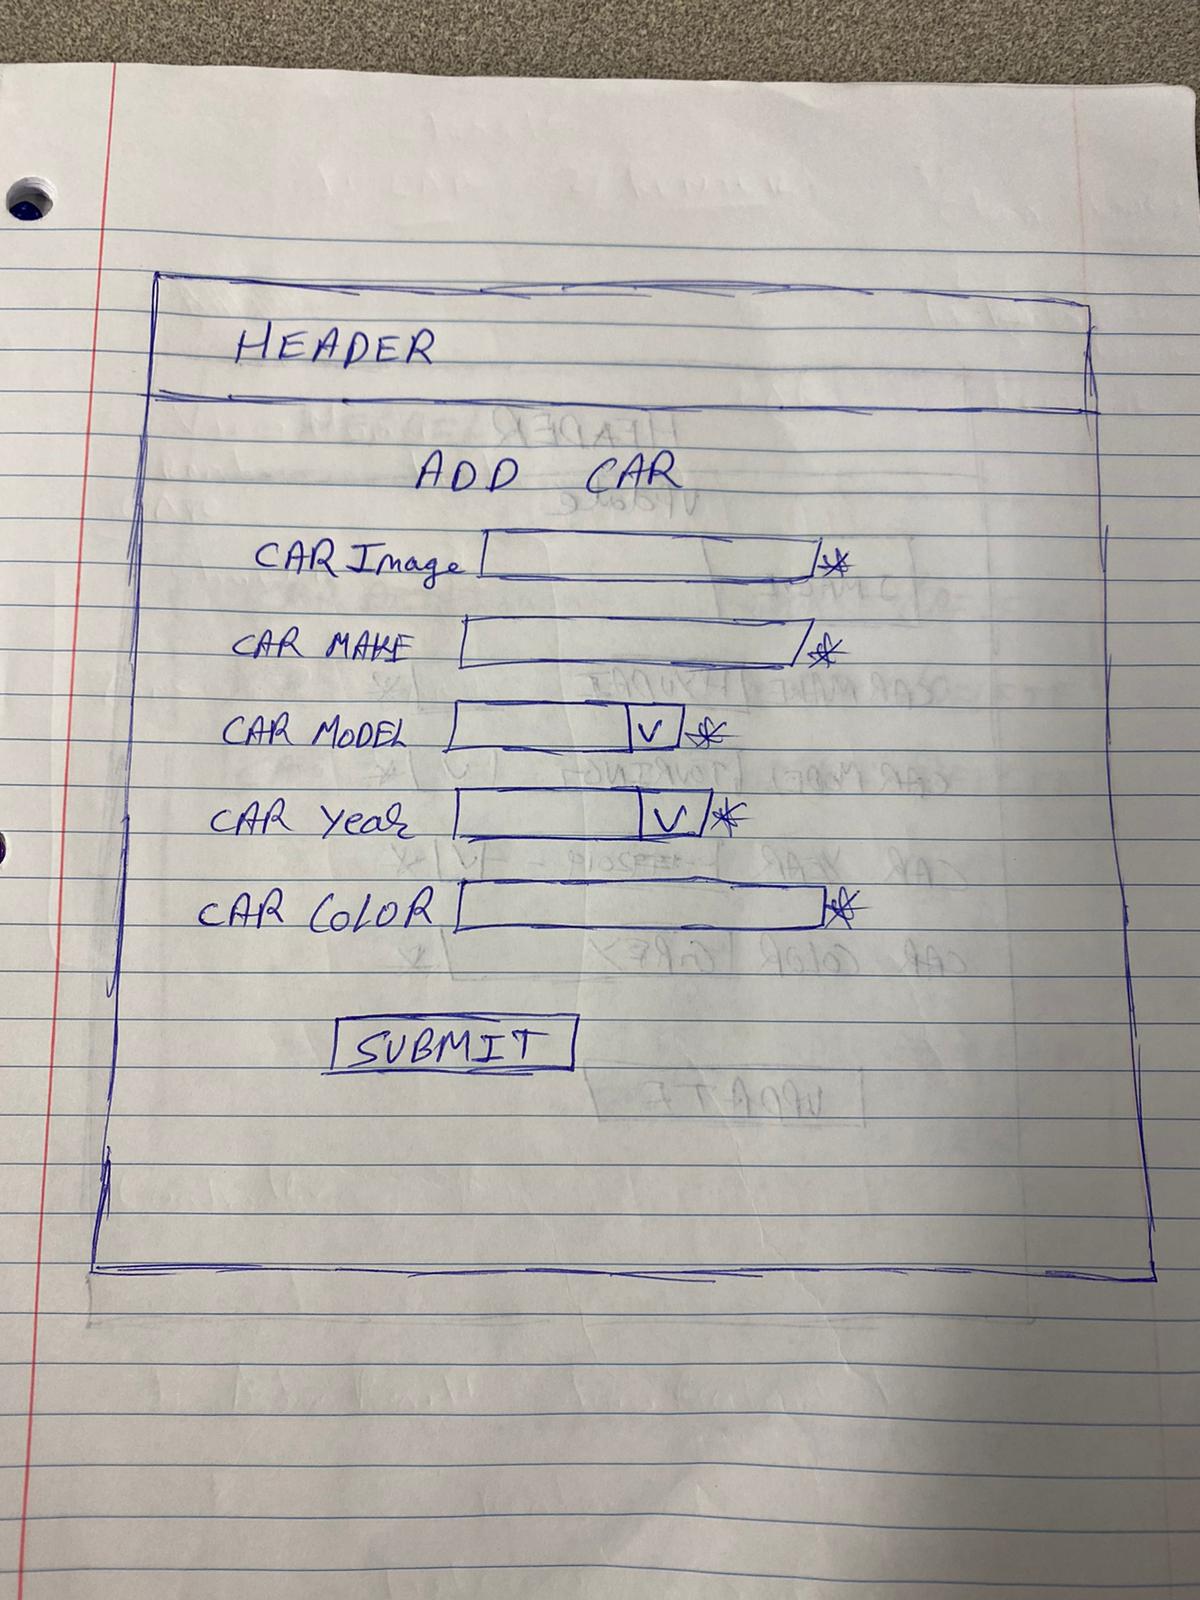 HEADER
ADD CAR
CAR Image *
CAR MAKE *
CAR MODEL V *
CAR Year V *
CAR COLOR *
SUBMIT